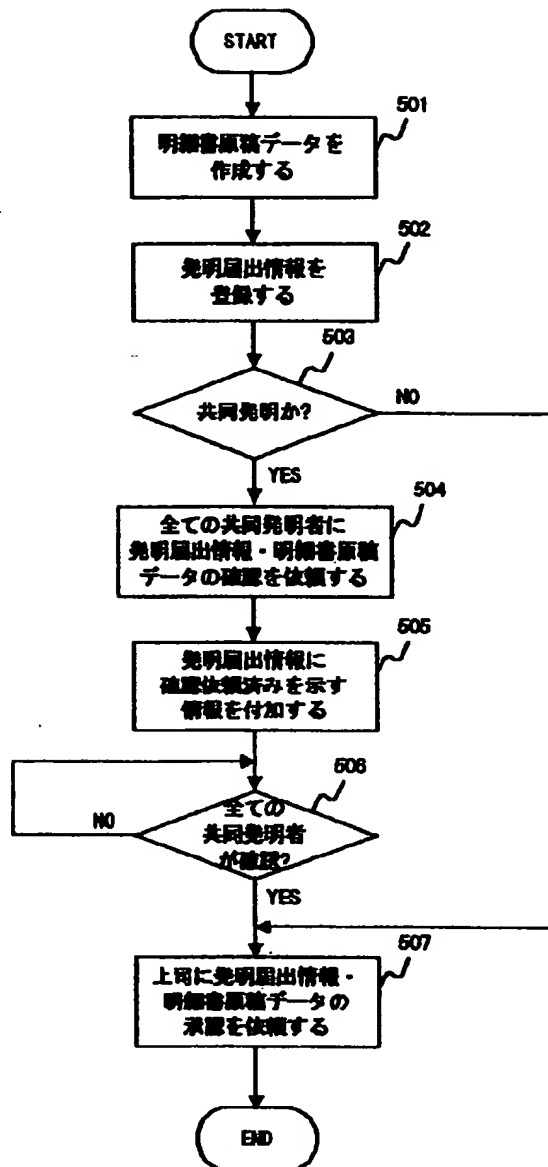 START
501
明細書原稿データを
作成する
502
発明届出情報を
登録する
503
共同発明か?
NO
YES
504
全ての共同発明者に
発明届出情報・明細書原稿
データの確認を依頼する
505
発明届出情報に
確認依頼済みを示す
情報を付加する
506
全ての
共同発明者
が確認?
NO
YES
507
上司に発明届出情報・
明細書原稿データの
承認を依頼する
END